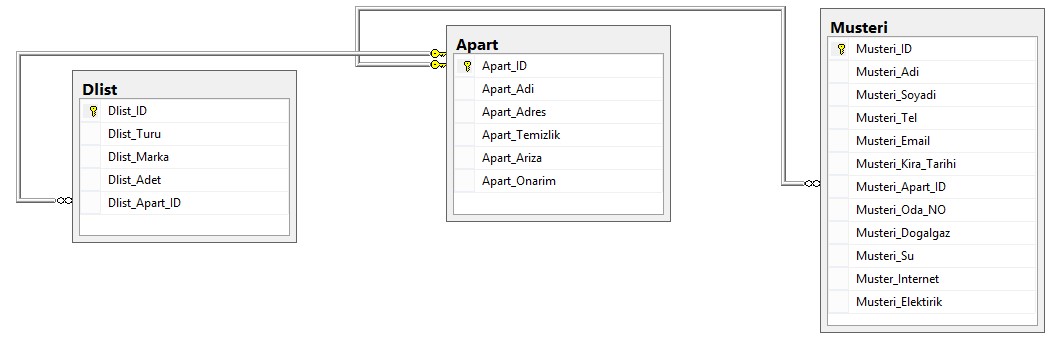 Dlist
Dlist_ID
Dlist_Turu
Dlist_Marka
Dlist_Adet
Dlist_Apart_ID
Apart
Apart_ID
Apart_Adi
Apart_Adres
Apart_Temizlik
Apart_Ariza
Apart_Onarim
Musteri
Musteri_ID
Musteri_Adi
Musteri_Soyadi
Musteri_Tel
Musteri_Email
Musteri_Kira_Tarihi
Musteri_Apart_ID
Musteri_Oda_NO
Musteri_Dogalgaz
Musteri_Su
Muster_Internet
Musteri_Elektirik